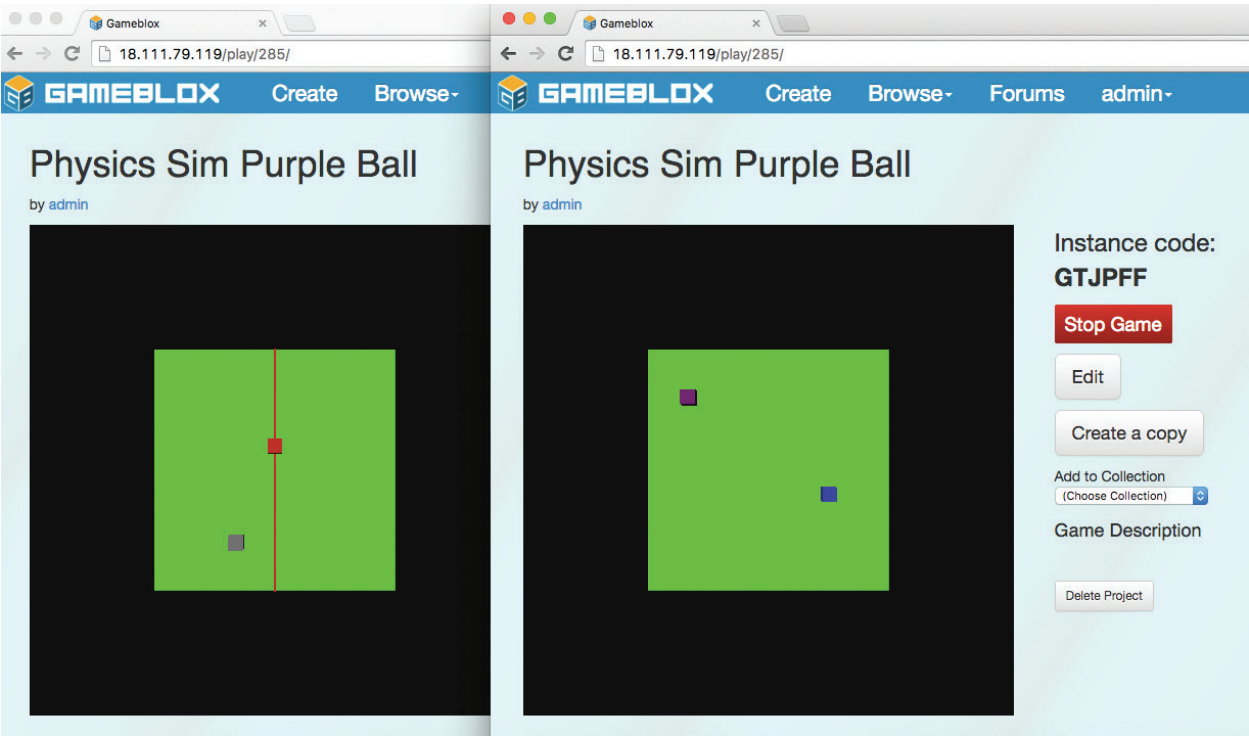 Gameblox
18.111.79.119/play/285/
GAMEBLOX Create Browse
Physics Sim Purple Ball
by admin
Gameblox
18.111.79.119/play/285/
GAMEBLOX Create Browse Forums admin
Physics Sim Purple Ball
by admin
Instance code:
GTJPFF
Stop Game
Edit
Create a copy
Add to Collection
(Choose Collection)
Game Description
Delete Project